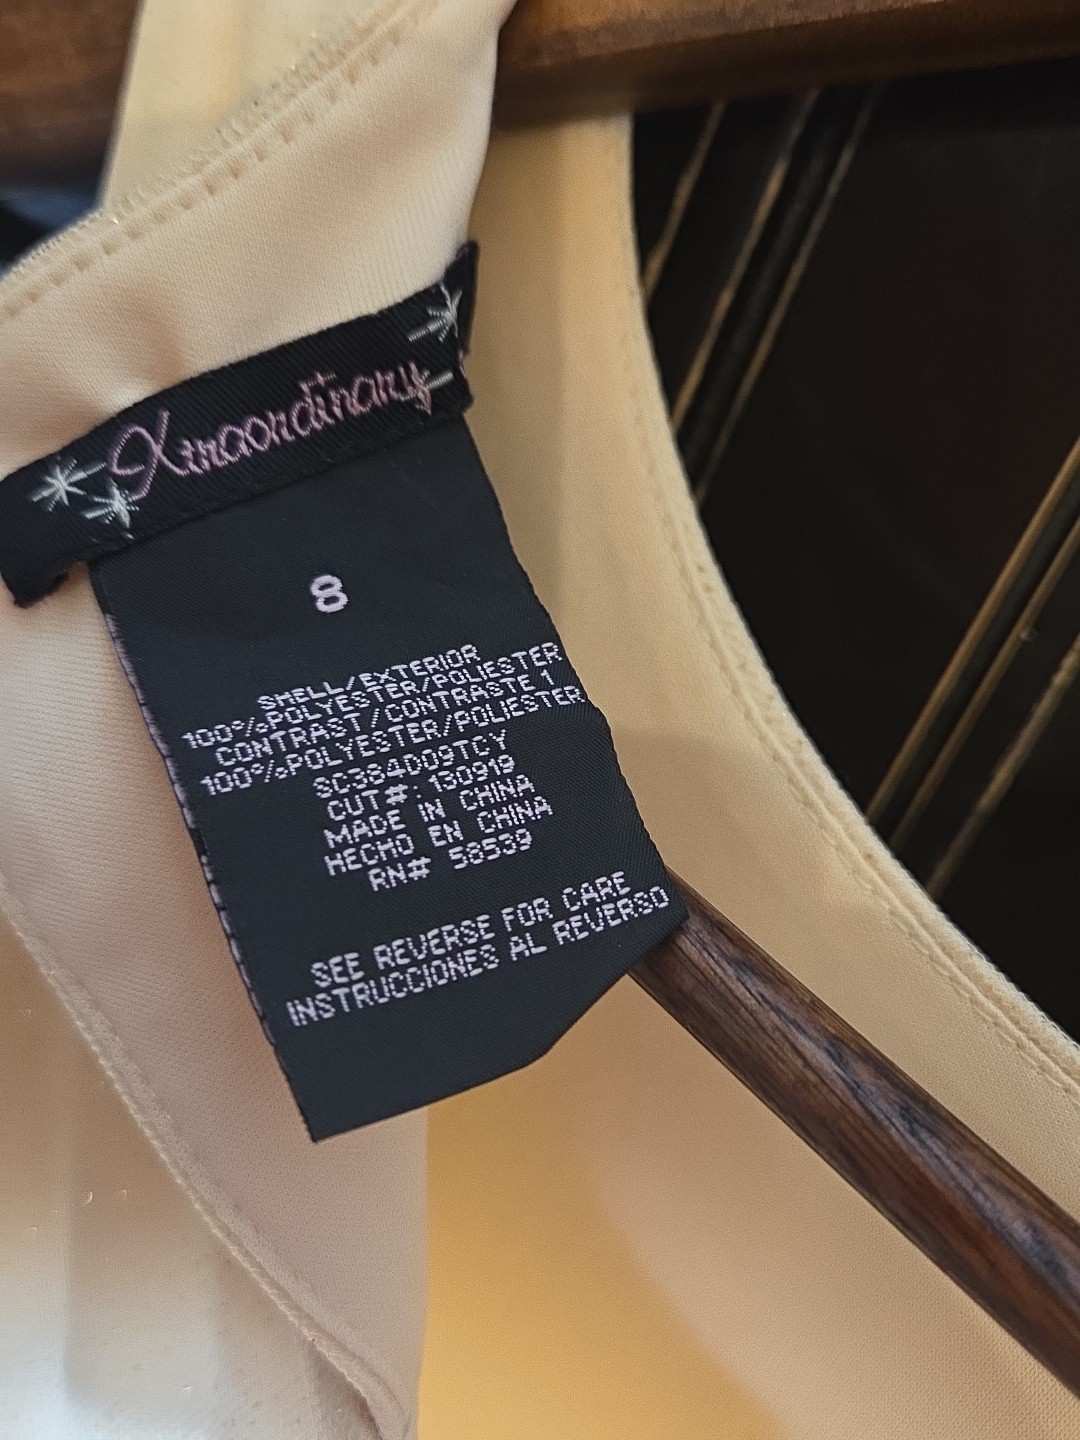 Xtraordinary
8
SHELL/EXTERIOR
100%POLYESTER/POLIESTER
CONTRAST/CONTRASTE 1
100%POLYESTER/POLIESTER
SC384D09TCY
CUT#:130919
MADE IN CHINA
HECHO EN CHINA
RN# 58539
SEE REVERSE FOR CARE
INSTRUCCIONES AL REVERSO